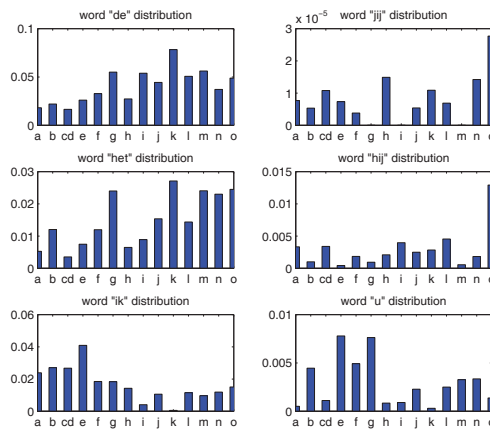 word "de" distribution
0.1
0.05
0
a b cd e f g h i j k l m n o
word "jij" distribution
x 10⁻⁵
3
2
1
0
a b cd e f g h i j k l m n o
word "het" distribution
0.03
0.02
0.01
0
a b cd e f g h i j k l m n o
word "hij" distribution
0.015
0.01
0.005
0
a b cd e f g h i j k l m n o
word "ik" distribution
0.06
0.04
0.02
0
a b cd e f g h i j k l m n o
word "u" distribution
0.01
0.005
0
a b cd e f g h i j k l m n o